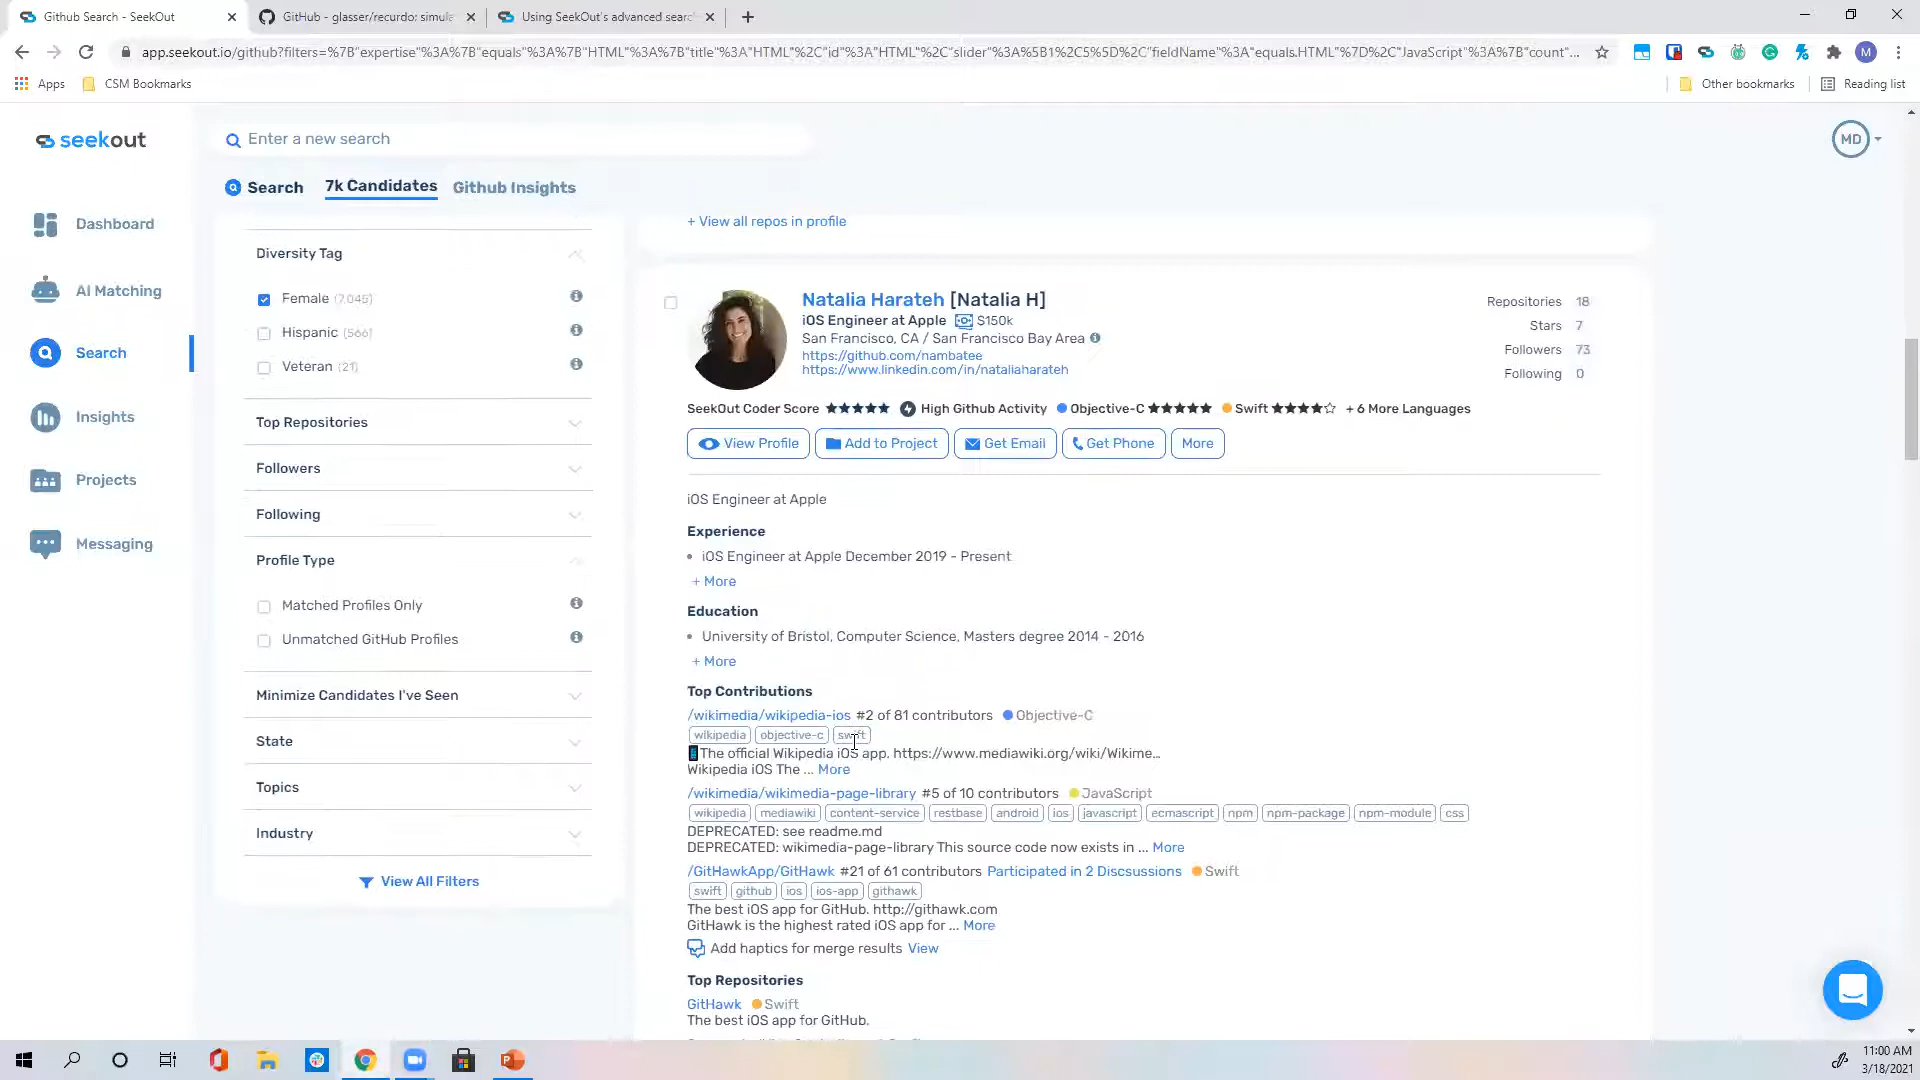 Github Search - SeekOut
GitHub - glasser/recurdo: simula
Using SeekOut's advanced sear
app.seekout.io/github?filters=%7B"expertise"%3A%7B"equals"%3A%7B"HTML"%3A%7B"title"%3A"HTML"%2C"id"%3A"HTML"%2C"slider"%3A%5B1%2C5%5D%2C"fieldName"%3A"equals.HTML"%7D%2C"JavaScript"%3A%7B"count"...
M
Apps
CSM Bookmarks
Other bookmarks
Reading list
seekout
Enter a new search
MD
Search
7k Candidates
Github Insights
Dashboard
AI Matching
Search
Insights
Projects
Messaging
Diversity Tag
Female (7,045)
Hispanic (566)
Veteran (21)
Top Repositories
Followers
Following
Profile Type
Matched Profiles Only
Unmatched GitHub Profiles
Minimize Candidates I've Seen
State
Topics
Industry
View All Filters
+ View all repos in profile
Natalia Harateh [Natalia H]
iOS Engineer at Apple $150k
San Francisco, CA / San Francisco Bay Area
https://github.com/nambatee
https://www.linkedin.com/in/nataliaharateh
Repositories 18
Stars 7
Followers 73
Following 0
SeekOut Coder Score ★★★★★ High Github Activity Objective-C ★★★★★ Swift ★★★★☆ + 6 More Languages
View Profile
Add to Project
Get Email
Get Phone
More
iOS Engineer at Apple
Experience
• iOS Engineer at Apple December 2019 - Present
+ More
Education
• University of Bristol, Computer Science, Masters degree 2014 - 2016
+ More
Top Contributions
/wikimedia/wikipedia-ios #2 of 81 contributors Objective-C
wikipedia objective-c swift
The official Wikipedia iOS app. https://www.mediawiki.org/wiki/Wikime...
Wikipedia iOS The ... More
/wikimedia/wikimedia-page-library #5 of 10 contributors JavaScript
wikipedia mediawiki content-service restbase android ios javascript ecmascript npm npm-package npm-module css
DEPRECATED: see readme.md
DEPRECATED: wikimedia-page-library This source code now exists in ... More
/GitHawkApp/GitHawk #21 of 61 contributors Participated in 2 Discsussions Swift
swift github ios ios-app githawk
The best iOS app for GitHub. http://githawk.com
GitHawk is the highest rated iOS app for ... More
Add haptics for merge results View
Top Repositories
GitHawk Swift
The best iOS app for GitHub.
11:00 AM
3/18/2021